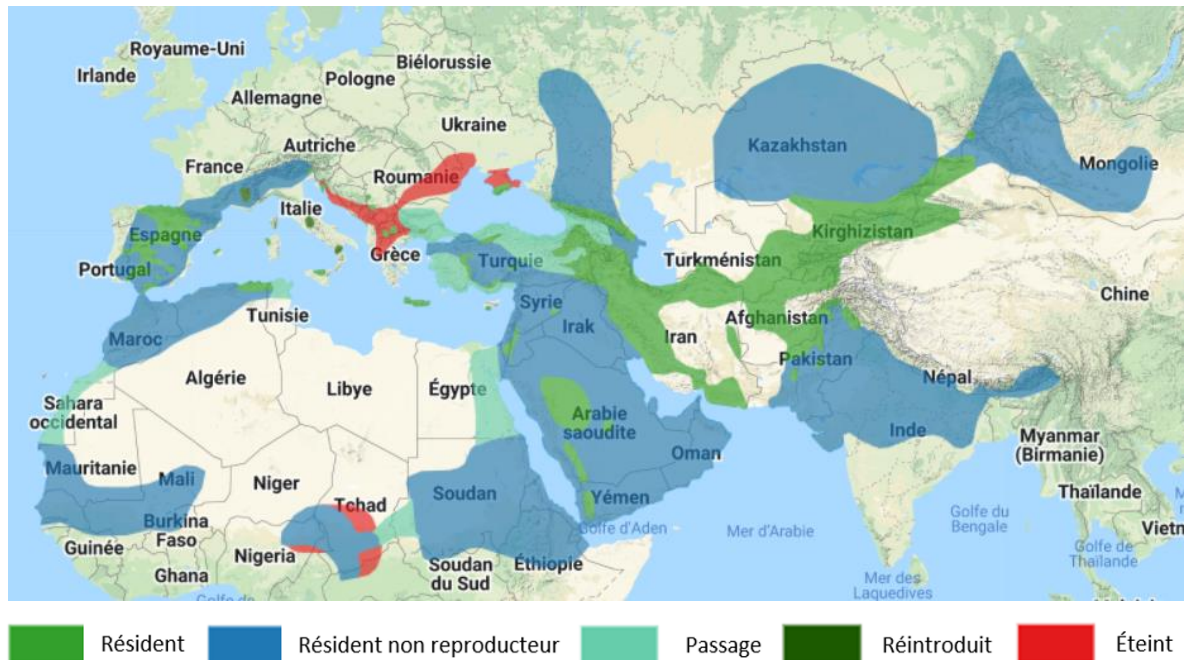 Royaume-Uni
Irlande
Biélorussie
Pologne
Allemagne
Ukraine
Autriche
France
Roumanie
Kazakhstan
Mongolie
Italie
Espagne
Portugal
Grèce
Turquie
Turkménistan
Kirghizistan
Chine
Tunisie
Syrie
Maroc
Irak
Iran
Afghanistan
Pakistan
Algérie
Libye
Égypte
Népal
Sahara
occidental
Arabie
saoudite
Oman
Inde
Myanmar
(Birmanie)
Mauritanie
Mali
Niger
Tchad
Soudan
Yémen
Thaïlande
Burkina
Faso
Golfe d'Aden
Mer d'Arabie
Golfe du
Bengale
Vietn
Guinée
Nigeria
Ghana
Soudan
du Sud
Éthiopie
Golfe de
Thaïlande
Mer des
Laquedives
Golfe de
Résident
Résident non reproducteur
Passage
Réintroduit
Éteint